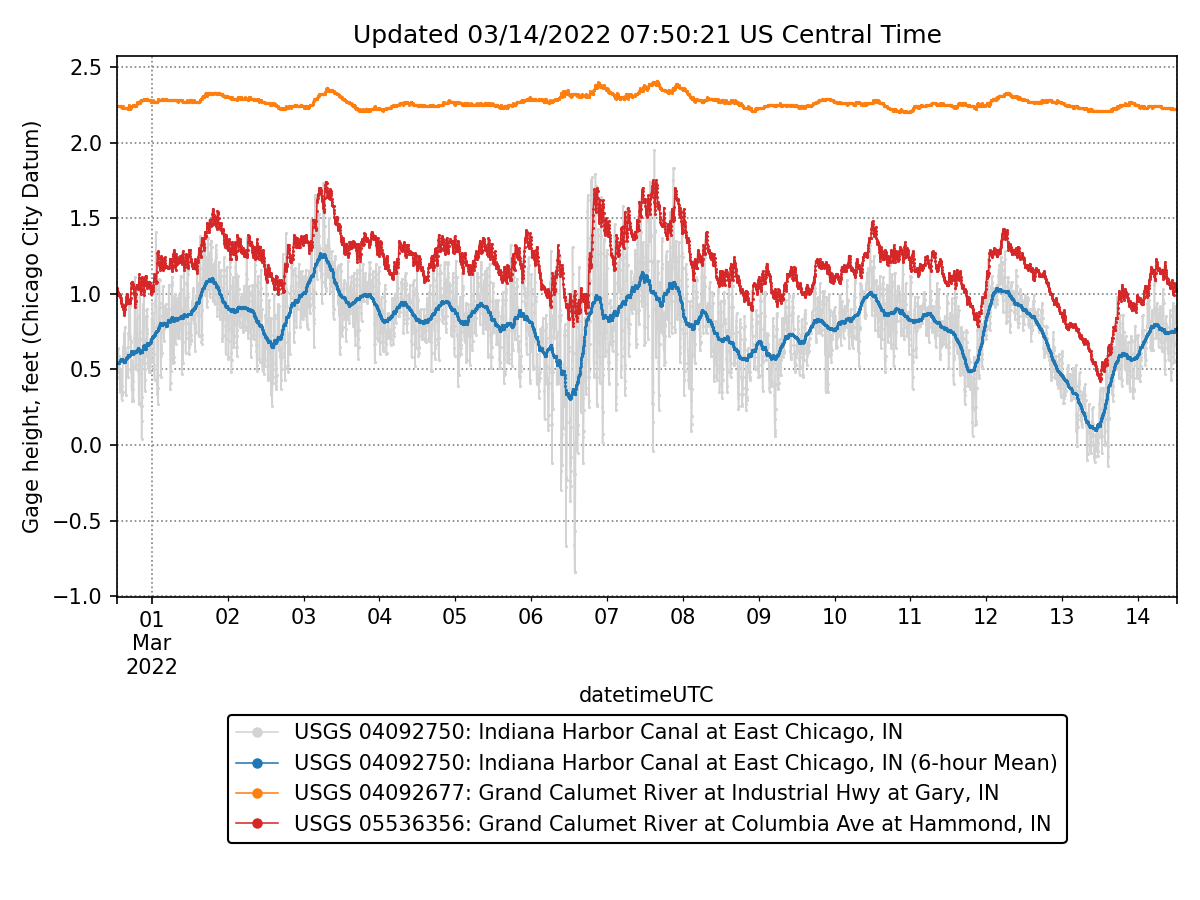 Updated 03/14/2022 07:50:21 US Central Time
Gage height, feet (Chicago City Datum)
2.5
2.0
1.5
1.0
0.5
0.0
−0.5
−1.0
01 02 03 04 05 06 07 08 09 10 11 12 13 14
Mar
2022
datetimeUTC
USGS 04092750: Indiana Harbor Canal at East Chicago, IN
USGS 04092750: Indiana Harbor Canal at East Chicago, IN (6-hour Mean)
USGS 04092677: Grand Calumet River at Industrial Hwy at Gary, IN
USGS 05536356: Grand Calumet River at Columbia Ave at Hammond, IN